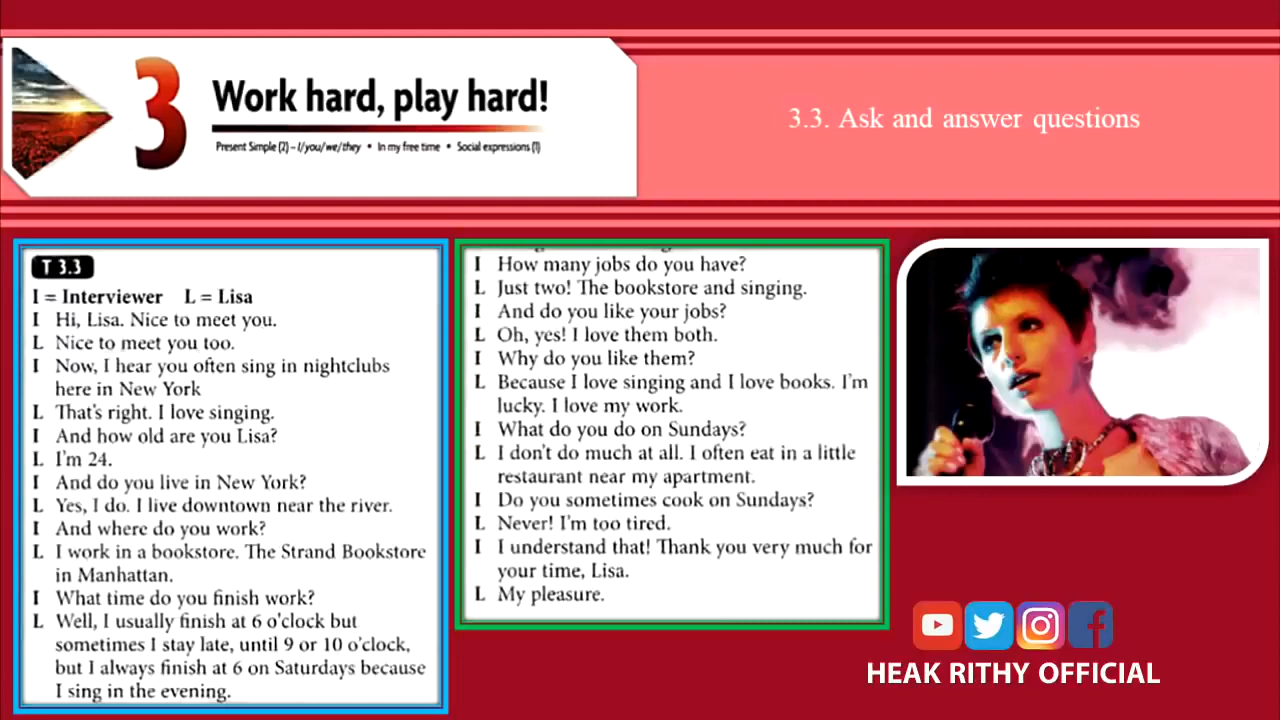 3
Work hard, play hard!
Present Simple (2) – I/you/we/they • In my free time • Social expressions (1)
3.3. Ask and answer questions
T 3.3
I = Interviewer L = Lisa
I Hi, Lisa. Nice to meet you.
L Nice to meet you too.
I Now, I hear you often sing in nightclubs
here in New York
L That's right. I love singing.
I And how old are you Lisa?
L I'm 24.
I And do you live in New York?
L Yes, I do. I live downtown near the river.
I And where do you work?
L I work in a bookstore. The Strand Bookstore
in Manhattan.
I What time do you finish work?
L Well, I usually finish at 6 o'clock but
sometimes I stay late, until 9 or 10 o'clock,
but I always finish at 6 on Saturdays because
I sing in the evening.
I How many jobs do you have?
L Just two! The bookstore and singing.
I And do you like your jobs?
L Oh, yes! I love them both.
I Why do you like them?
L Because I love singing and I love books. I'm
lucky. I love my work.
I What do you do on Sundays?
L I don't do much at all. I often eat in a little
restaurant near my apartment.
I Do you sometimes cook on Sundays?
L Never! I'm too tired.
I I understand that! Thank you very much for
your time, Lisa.
L My pleasure.
HEAK RITHY OFFICIAL